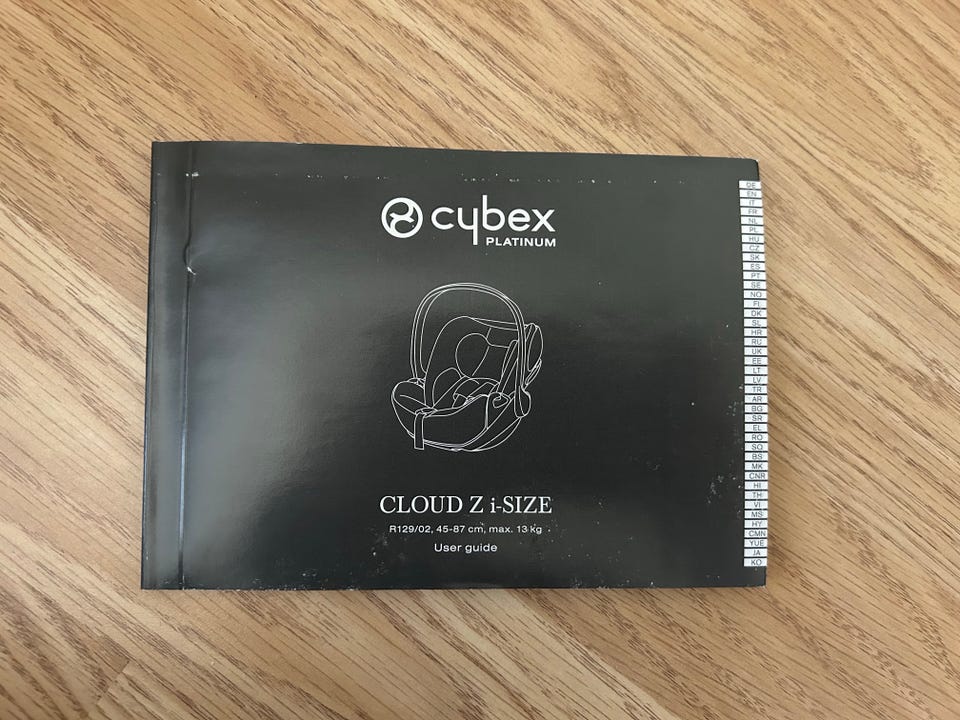 cybex
PLATINUM
CLOUD Z i-SIZE
R129/02, 45-87 cm, max. 13 kg
User guide
DE
EN
IT
FR
NL
PL
HU
CZ
SK
ES
PT
SE
NO
FI
DK
SL
HR
RU
UK
EE
LT
LV
TR
AR
BG
SR
EL
RO
SQ
BS
MK
CNR
HI
TH
VI
MS
HY
CMN
YUE
JA
KO